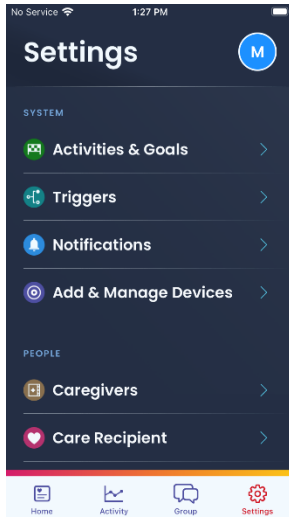 No Service 1:27 PM
Settings M
SYSTEM
Activities & Goals
Triggers
Notifications
Add & Manage Devices
PEOPLE
Caregivers
Care Recipient
Home Activity Group Settings